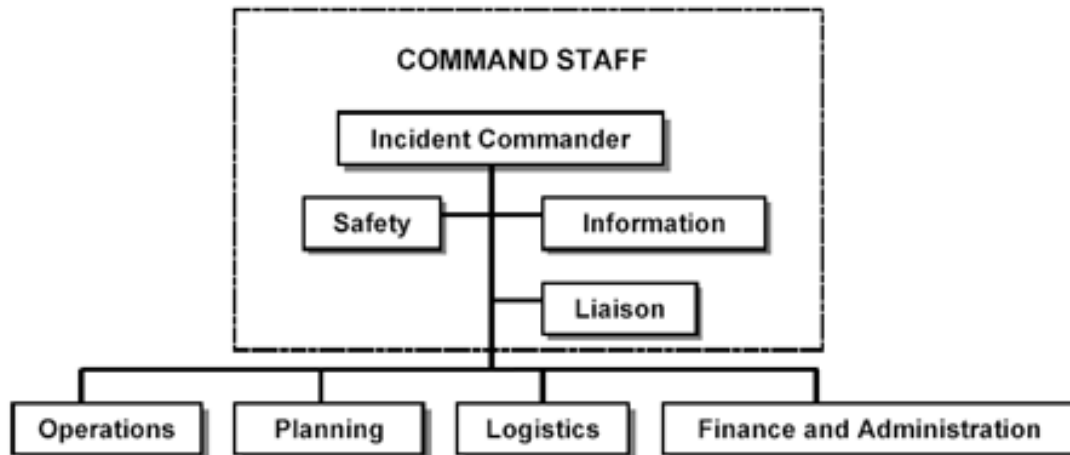 COMMAND STAFF
Incident Commander
Safety
Information
Liaison
Operations
Planning
Logistics
Finance and Administration